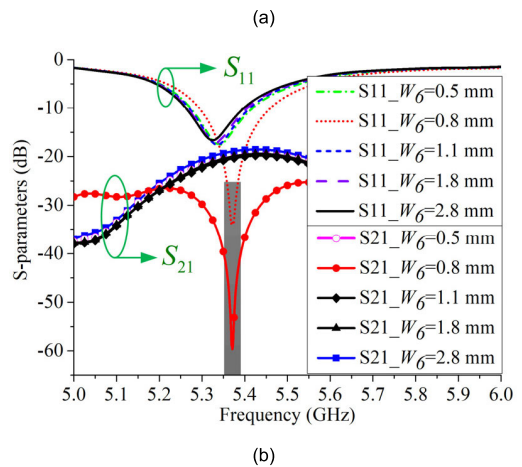 (a)
0
-10
-20
-30
-40
-50
-60
S-parameters (dB)
S11
S21
S11_W6=0.5 mm
S11_W6=0.8 mm
S11_W6=1.1 mm
S11_W6=1.8 mm
S11_W6=2.8 mm
S21_W6=0.5 mm
S21_W6=0.8 mm
S21_W6=1.1 mm
S21_W6=1.8 mm
S21_W6=2.8 mm
5.0 5.1 5.2 5.3 5.4 5.5 5.6 5.7 5.8 5.9 6.0
Frequency (GHz)
(b)